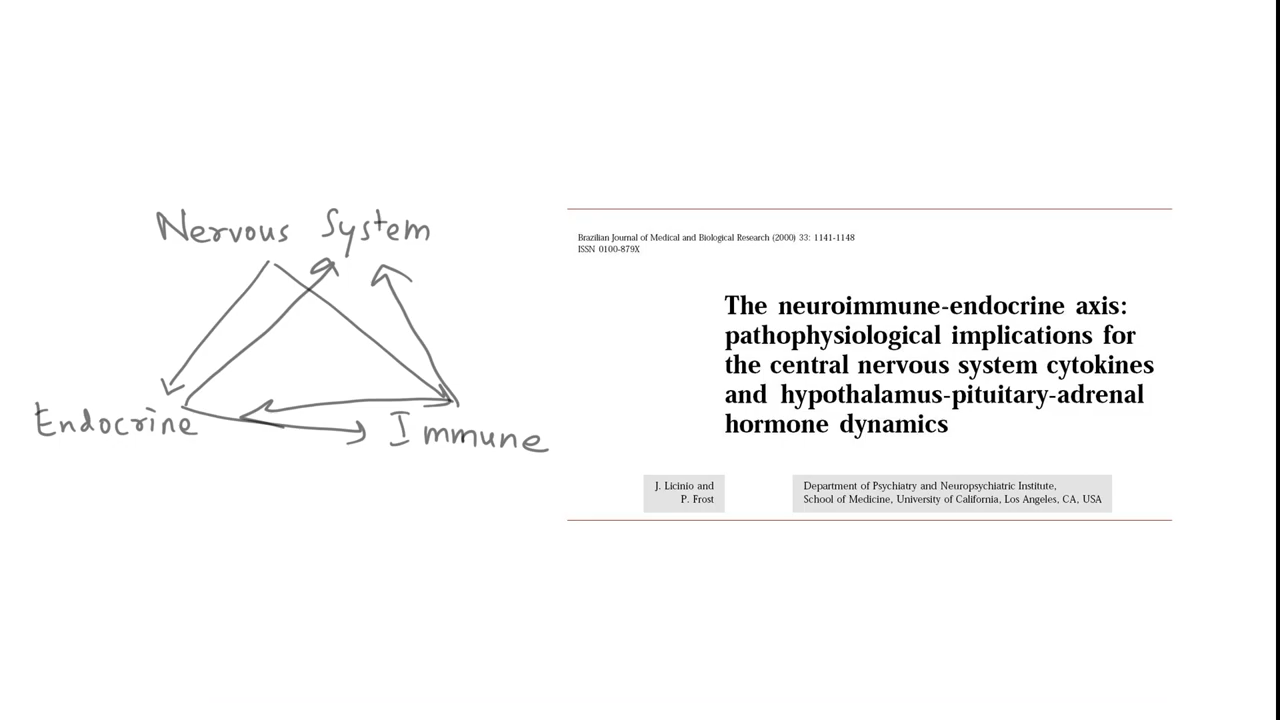 Nervous System
Endocrine
Immune
Brazilian Journal of Medical and Biological Research (2000) 33: 1141-1148
ISSN 0100-879X
The neuroimmune-endocrine axis:
pathophysiological implications for
the central nervous system cytokines
and hypothalamus-pituitary-adrenal
hormone dynamics
J. Licinio and
P. Frost
Department of Psychiatry and Neuropsychiatric Institute,
School of Medicine, University of California, Los Angeles, CA, USA